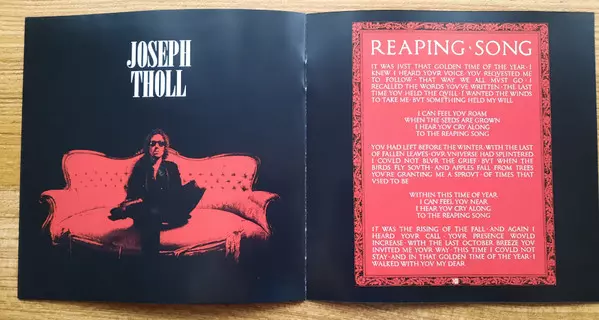 JOSEPH
THOLL
REAPING · SONG
IT WAS JVST THAT GOLDEN TIME OF THE YEAR · I
KNEW I HEARD YOVR VOICE · YOV REQVESTED ME
TO FOLLOW · THAT WAY WE ALL MVST GO · I
RECALLED THE WORDS YOV'VE WRITTEN · THE LAST
TIME YOV HELD THE QVILL · I WANTED THE WINDS
TO TAKE ME · BVT SOMETHING HELD MY WILL
I CAN FEEL YOV ROAM
WHEN THE SEEDS ARE GROWN
I HEAR YOV CRY ALONG
TO THE REAPING SONG
YOV HAD LEFT BEFORE THE WINTER · WITH THE LAST
OF FALLEN LEAVES · OVR VNIVERSE HAD SPLINTERED
I COVLD NOT BLVR THE GRIEF · BVT WHEN THE
BIRDS FLY SOVTH · AND APPLES FALL FROM TREES
YOV'RE GRANTING ME A SPROVT · OF TIMES THAT
VSED TO BE
WITHIN THIS TIME OF YEAR
I CAN FEEL YOV NEAR
I HEAR YOV CRY ALONG
TO THE REAPING SONG
IT WAS THE RISING OF THE FALL · AND AGAIN I
HEARD YOVR CALL · YOVR PRESENCE WOVLD
INCREASE · WITH THE LAST OCTOBER BREEZE YOV
INVITED ME YOVR WAY · THIS TIME I COVLD NOT
STAY · AND IN THAT GOLDEN TIME OF THE YEAR · I
WALKED WITH YOV MY DEAR